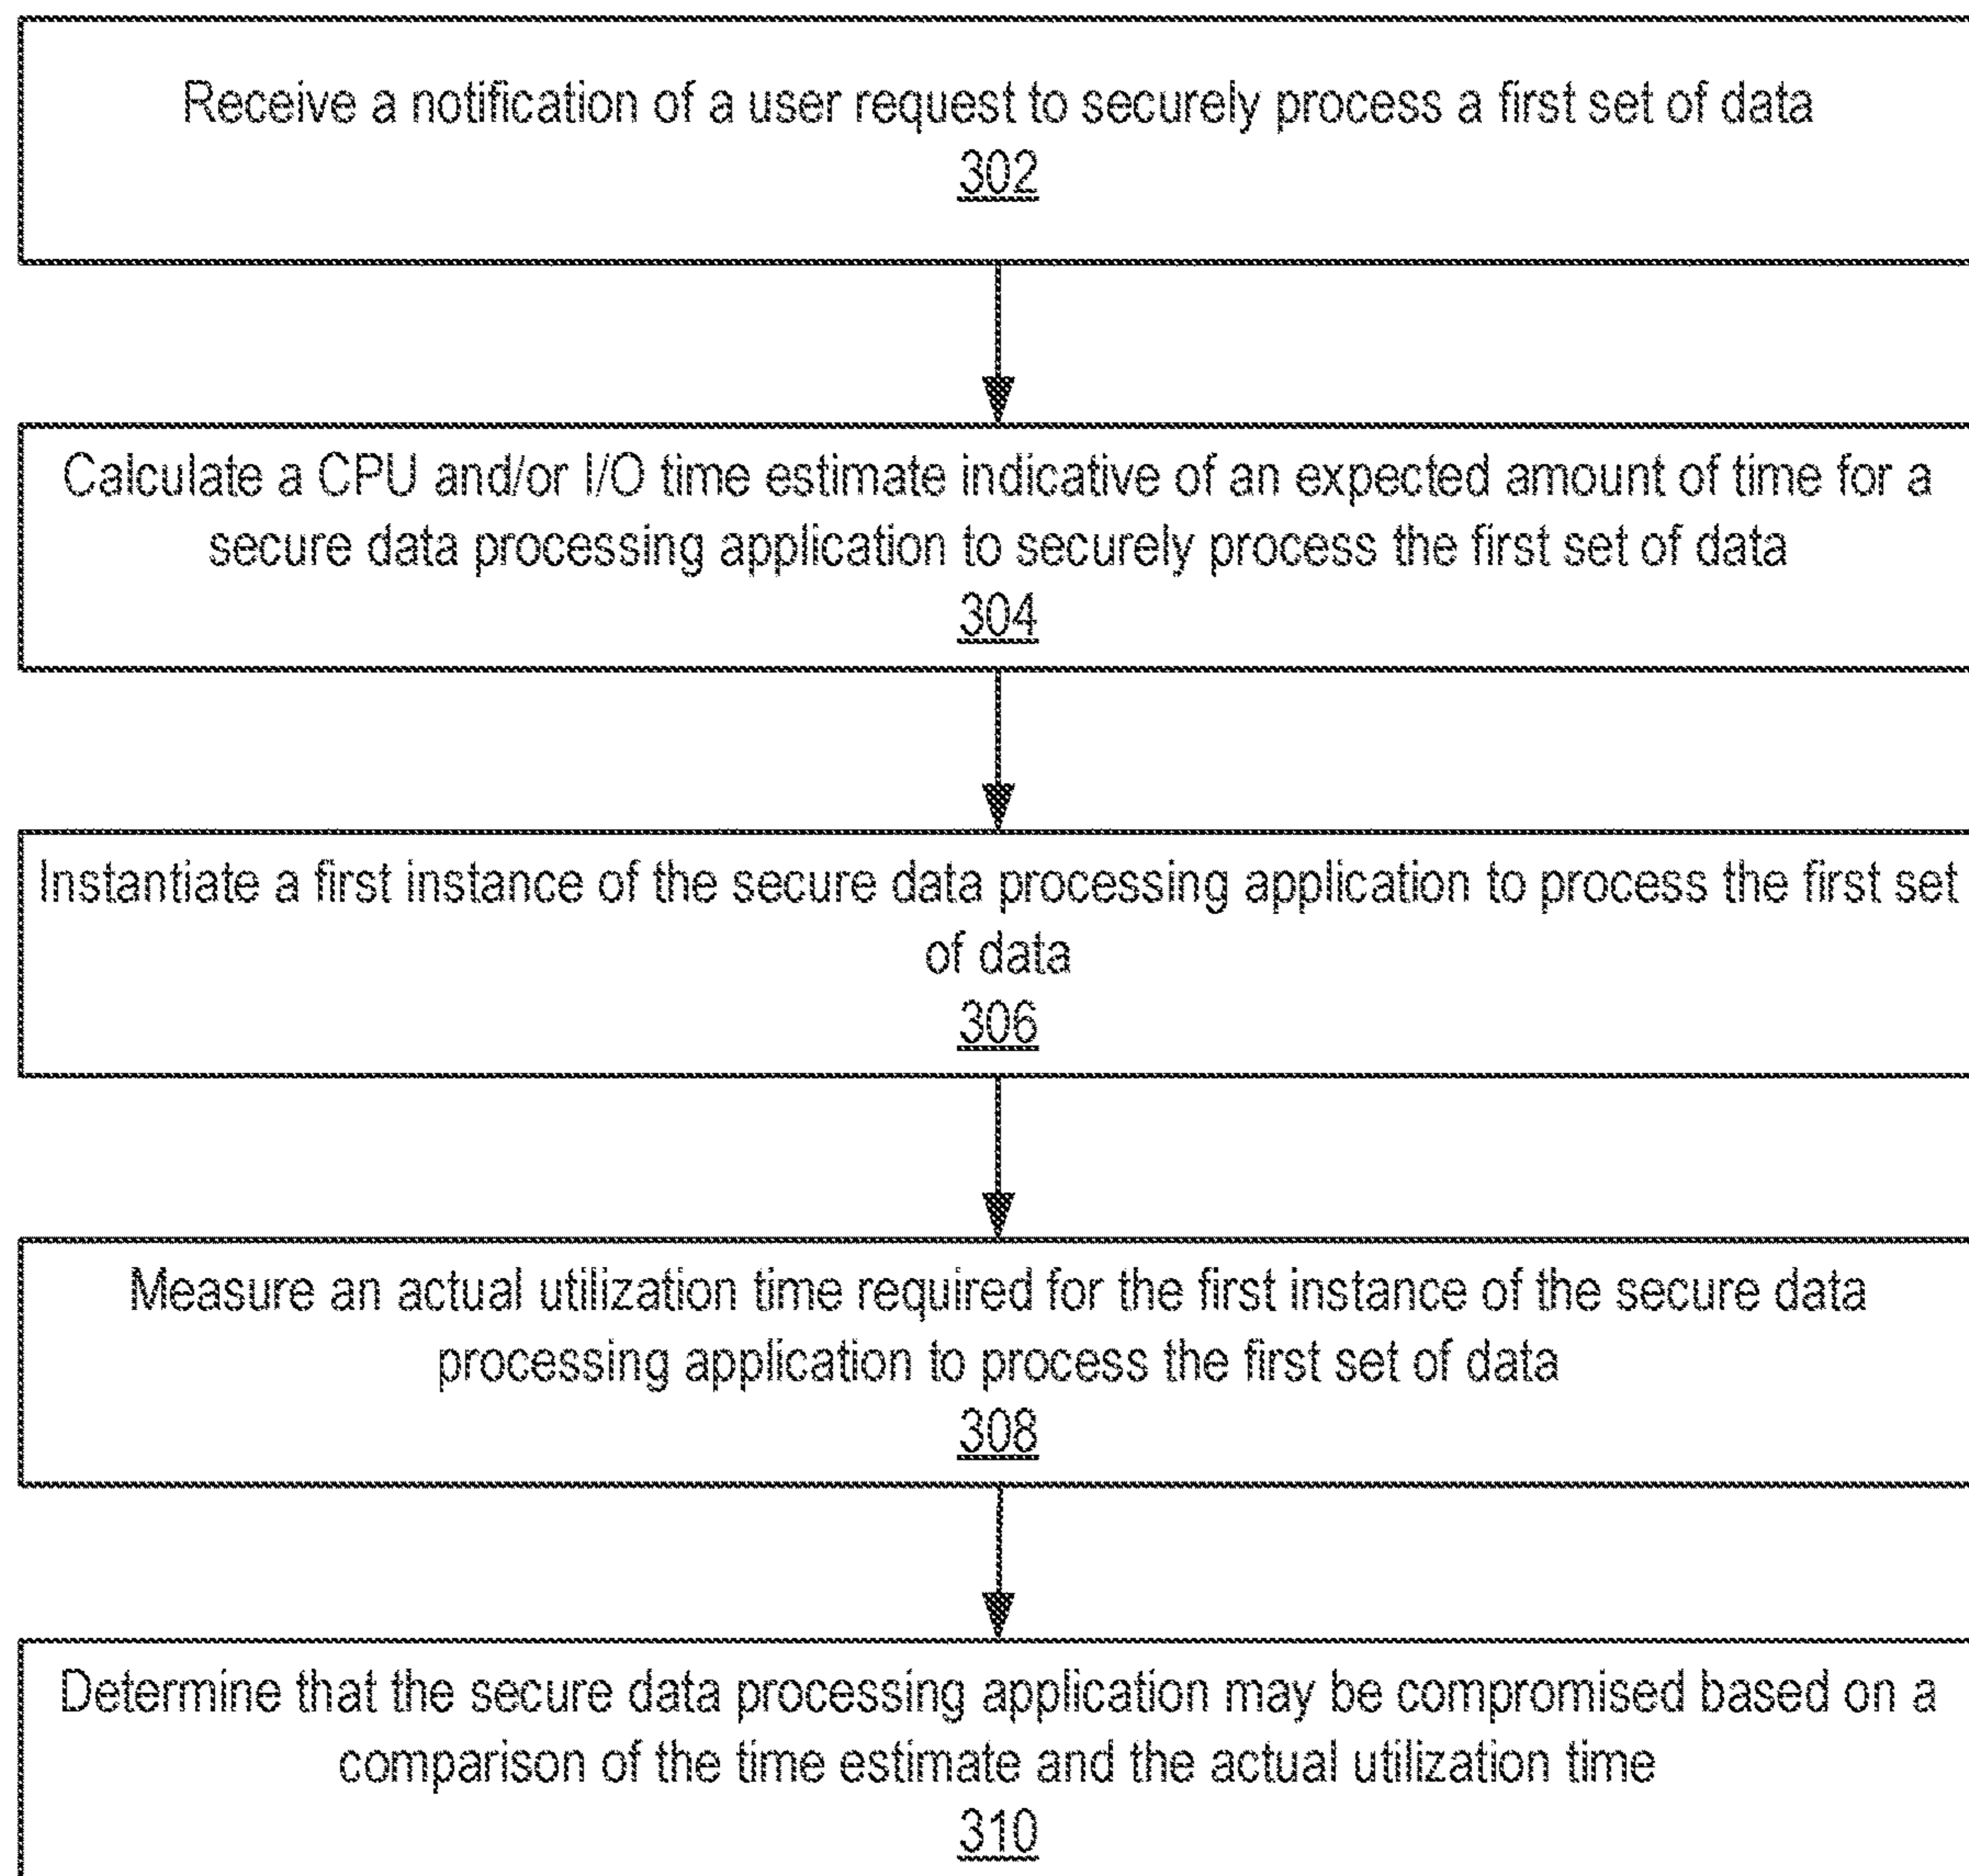 Receive a notification of a user request to securely process a first set of data
302
Calculate a CPU and/or I/O time estimate indicative of an expected amount of time for a
secure data processing application to securely process the first set of data
304
Instantiate a first instance of the secure data processing application to process the first set
of data
306
Measure an actual utilization time required for the first instance of the secure data
processing application to process the first set of data
308
Determine that the secure data processing application may be compromised based on a
comparison of the time estimate and the actual utilization time
310